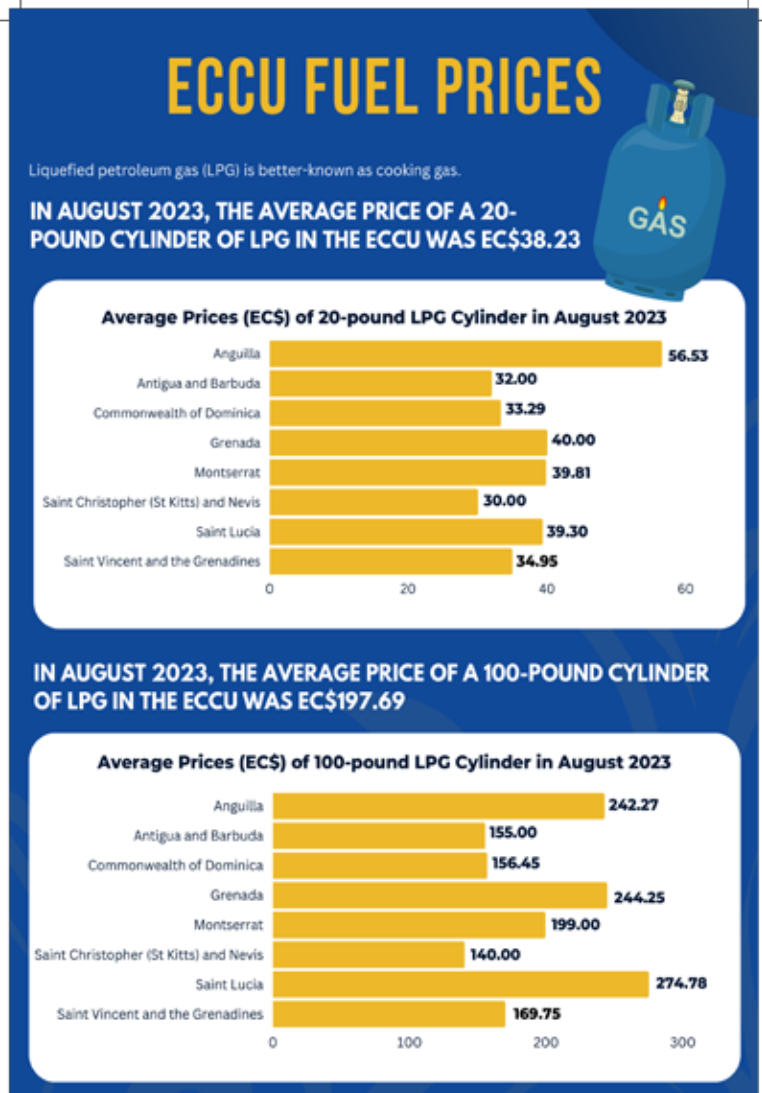 ECCU FUEL PRICES
Liquefied petroleum gas (LPG) is better-known as cooking gas.
IN AUGUST 2023, THE AVERAGE PRICE OF A 20-
POUND CYLINDER OF LPG IN THE ECCU WAS EC$38.23
GAS
Average Prices (EC$) of 20-pound LPG Cylinder in August 2023
Anguilla 56.53
Antigua and Barbuda 32.00
Commonwealth of Dominica 33.29
Grenada 40.00
Montserrat 39.81
Saint Christopher (St Kitts) and Nevis 30.00
Saint Lucia 39.30
Saint Vincent and the Grenadines 34.95
0 20 40 60
IN AUGUST 2023, THE AVERAGE PRICE OF A 100-POUND CYLINDER
OF LPG IN THE ECCU WAS EC$197.69
Average Prices (EC$) of 100-pound LPG Cylinder in August 2023
Anguilla 242.27
Antigua and Barbuda 155.00
Commonwealth of Dominica 156.45
Grenada 244.25
Montserrat 199.00
Saint Christopher (St Kitts) and Nevis 140.00
Saint Lucia 274.78
Saint Vincent and the Grenadines 169.75
0 100 200 300